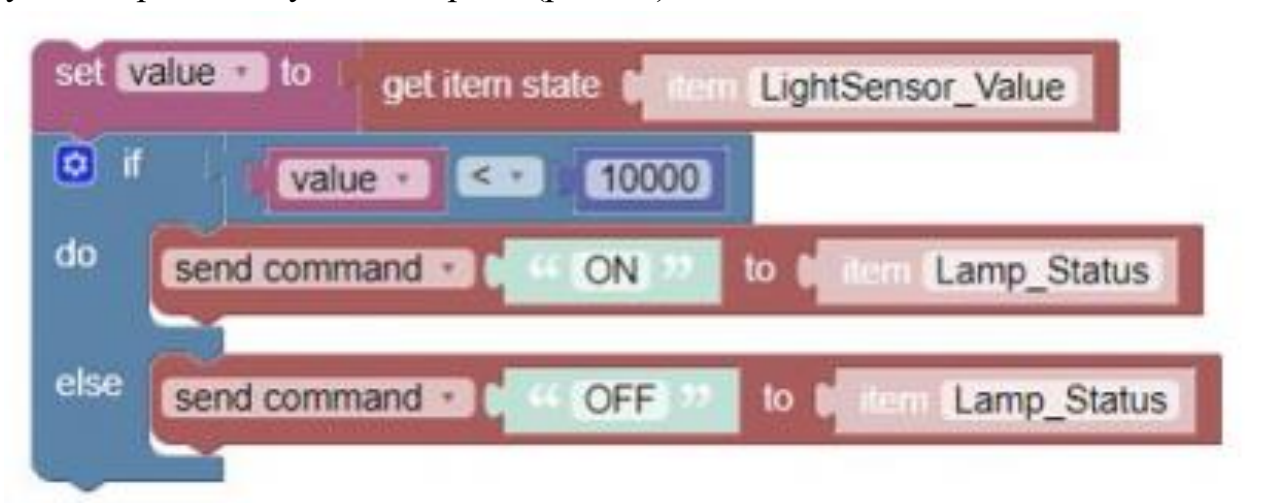 set value to get item state item LightSensor_Value
if value < 10000
do send command “ ON ” to item Lamp_Status
else send command “ OFF ” to item Lamp_Status